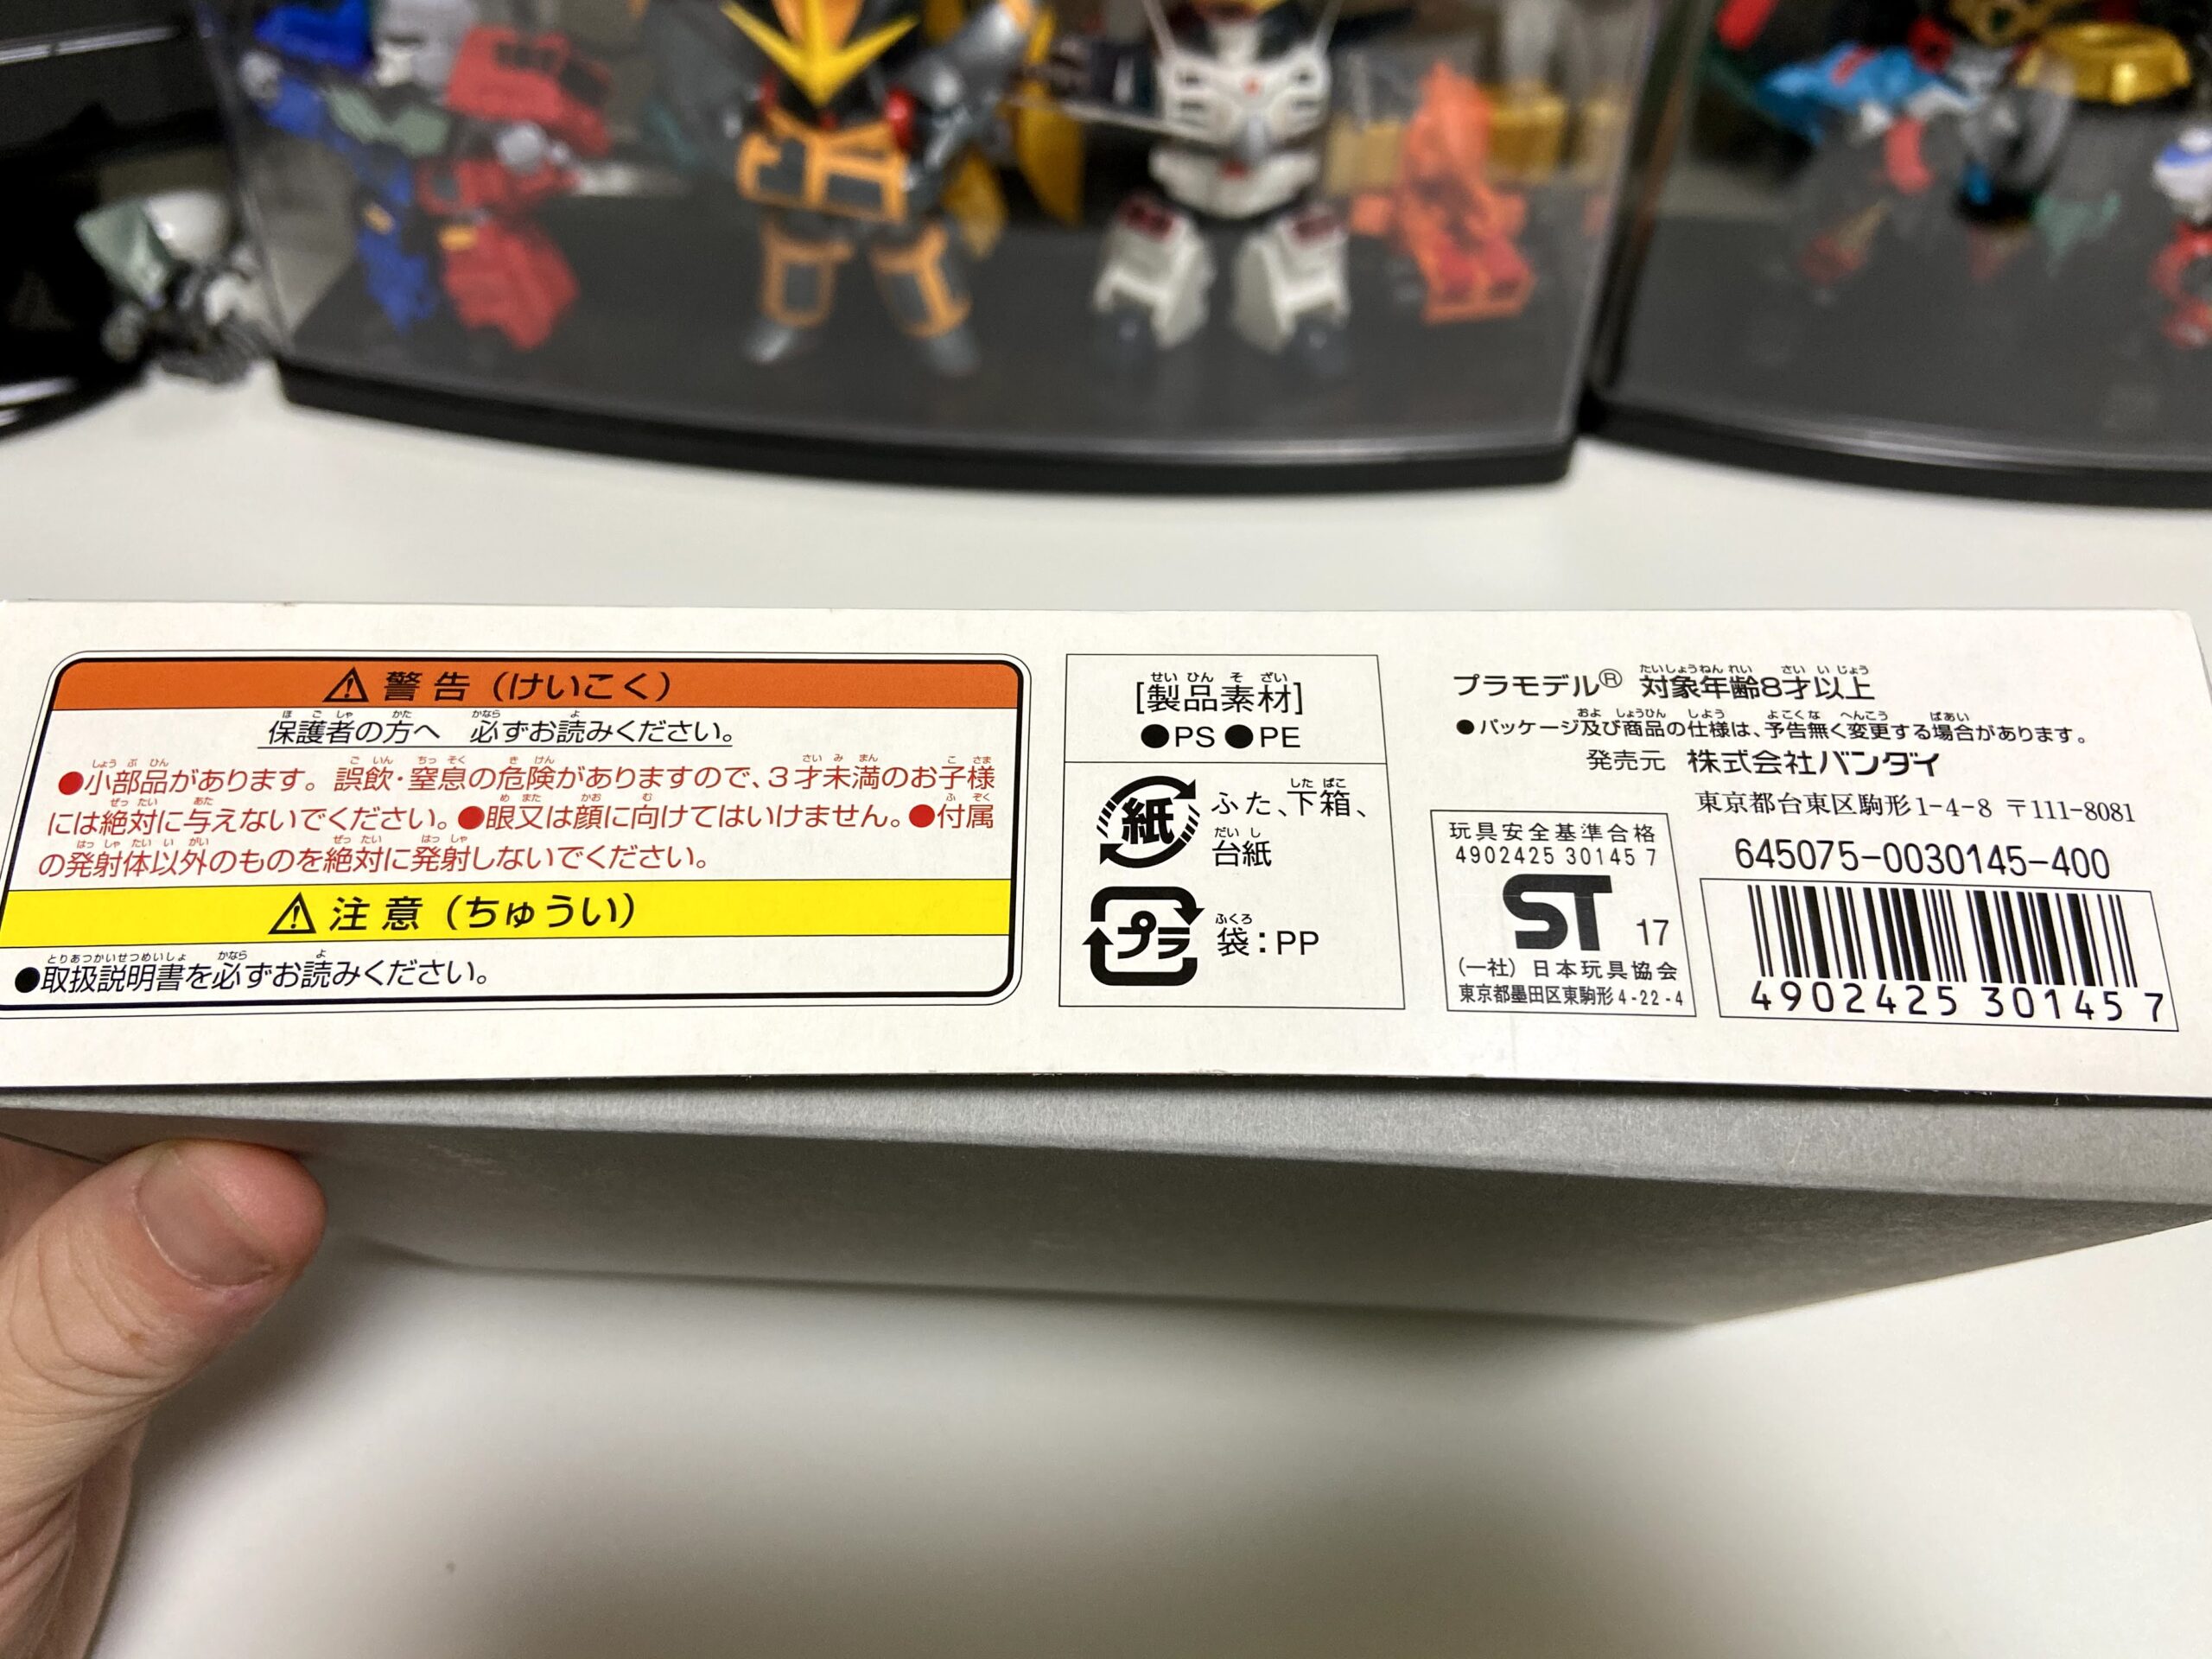 警告（けいこく）
保護者の方へ　必ずお読みください。
●小部品があります。誤飲・窒息の危険がありますので、3才未満のお子様
には絶対に与えないでください。●眼又は顔に向けてはいけません。●付属
の発射体以外のものを絶対に発射しないでください。
注意（ちゅうい）
●取扱説明書を必ずお読みください。
[製品素材]
●PS ●PE
紙 ふた、下箱、
台紙
プラ 袋：PP
プラモデル® 対象年齢8才以上
●パッケージ及び商品の仕様は、予告無く変更する場合があります。
発売元 株式会社バンダイ
東京都台東区駒形1-4-8 〒111-8081
玩具安全基準合格
4902425 30145 7
ST 17
（一社）日本玩具協会
東京都墨田区東駒形4-22-4
645075-0030145-400
4902425 301457